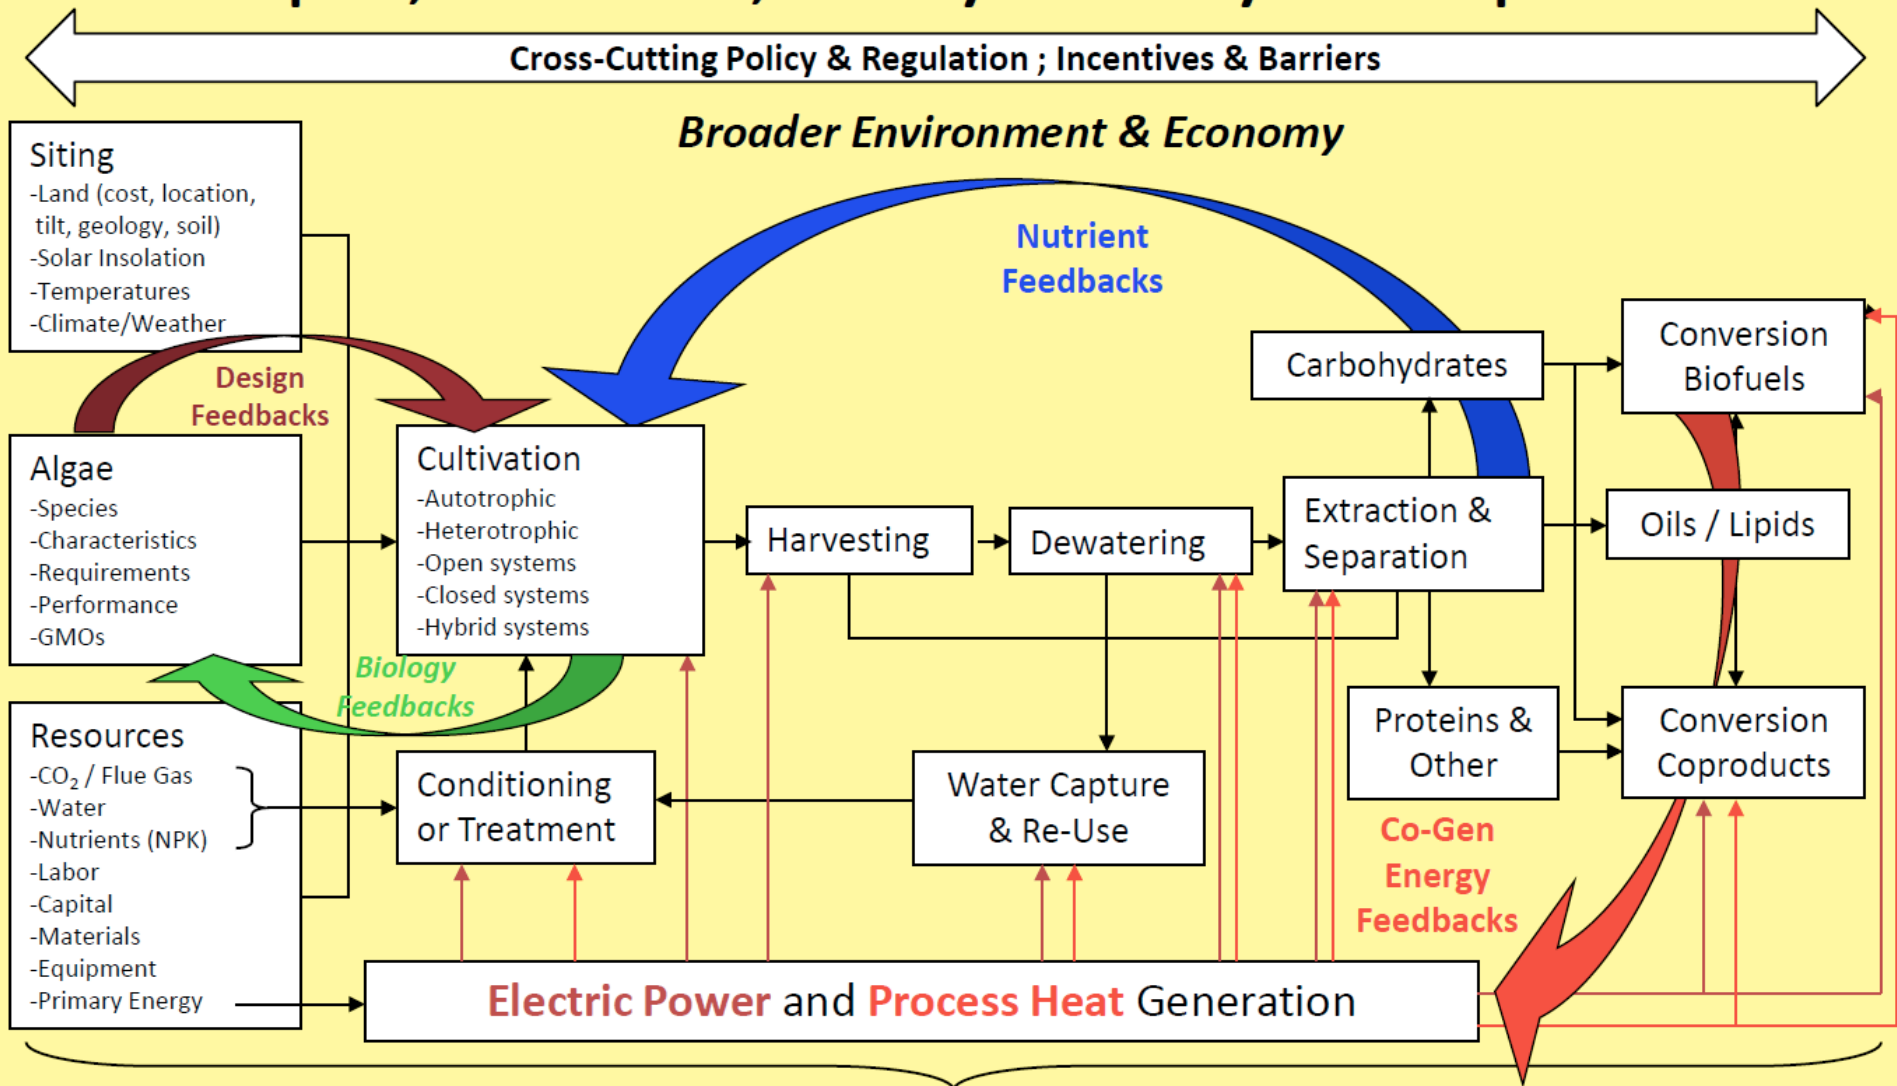 Cross-Cutting Policy & Regulation ; Incentives & Barriers
Broader Environment & Economy
Siting
-Land (cost, location,
tilt, geology, soil)
-Solar Insolation
-Temperatures
-Climate/Weather
Design
Feedbacks
Nutrient
Feedbacks
Algae
-Species
-Characteristics
-Requirements
-Performance
-GMOs
Cultivation
-Autotrophic
-Heterotrophic
-Open systems
-Closed systems
-Hybrid systems
Biology
Feedbacks
Harvesting
Dewatering
Extraction &
Separation
Carbohydrates
Conversion
Biofuels
Oils / Lipids
Proteins &
Other
Conversion
Coproducts
Resources
-CO₂ / Flue Gas
-Water
-Nutrients (NPK)
-Labor
-Capital
-Materials
-Equipment
-Primary Energy
Conditioning
or Treatment
Water Capture
& Re-Use
Co-Gen
Energy
Feedbacks
Electric Power and Process Heat Generation